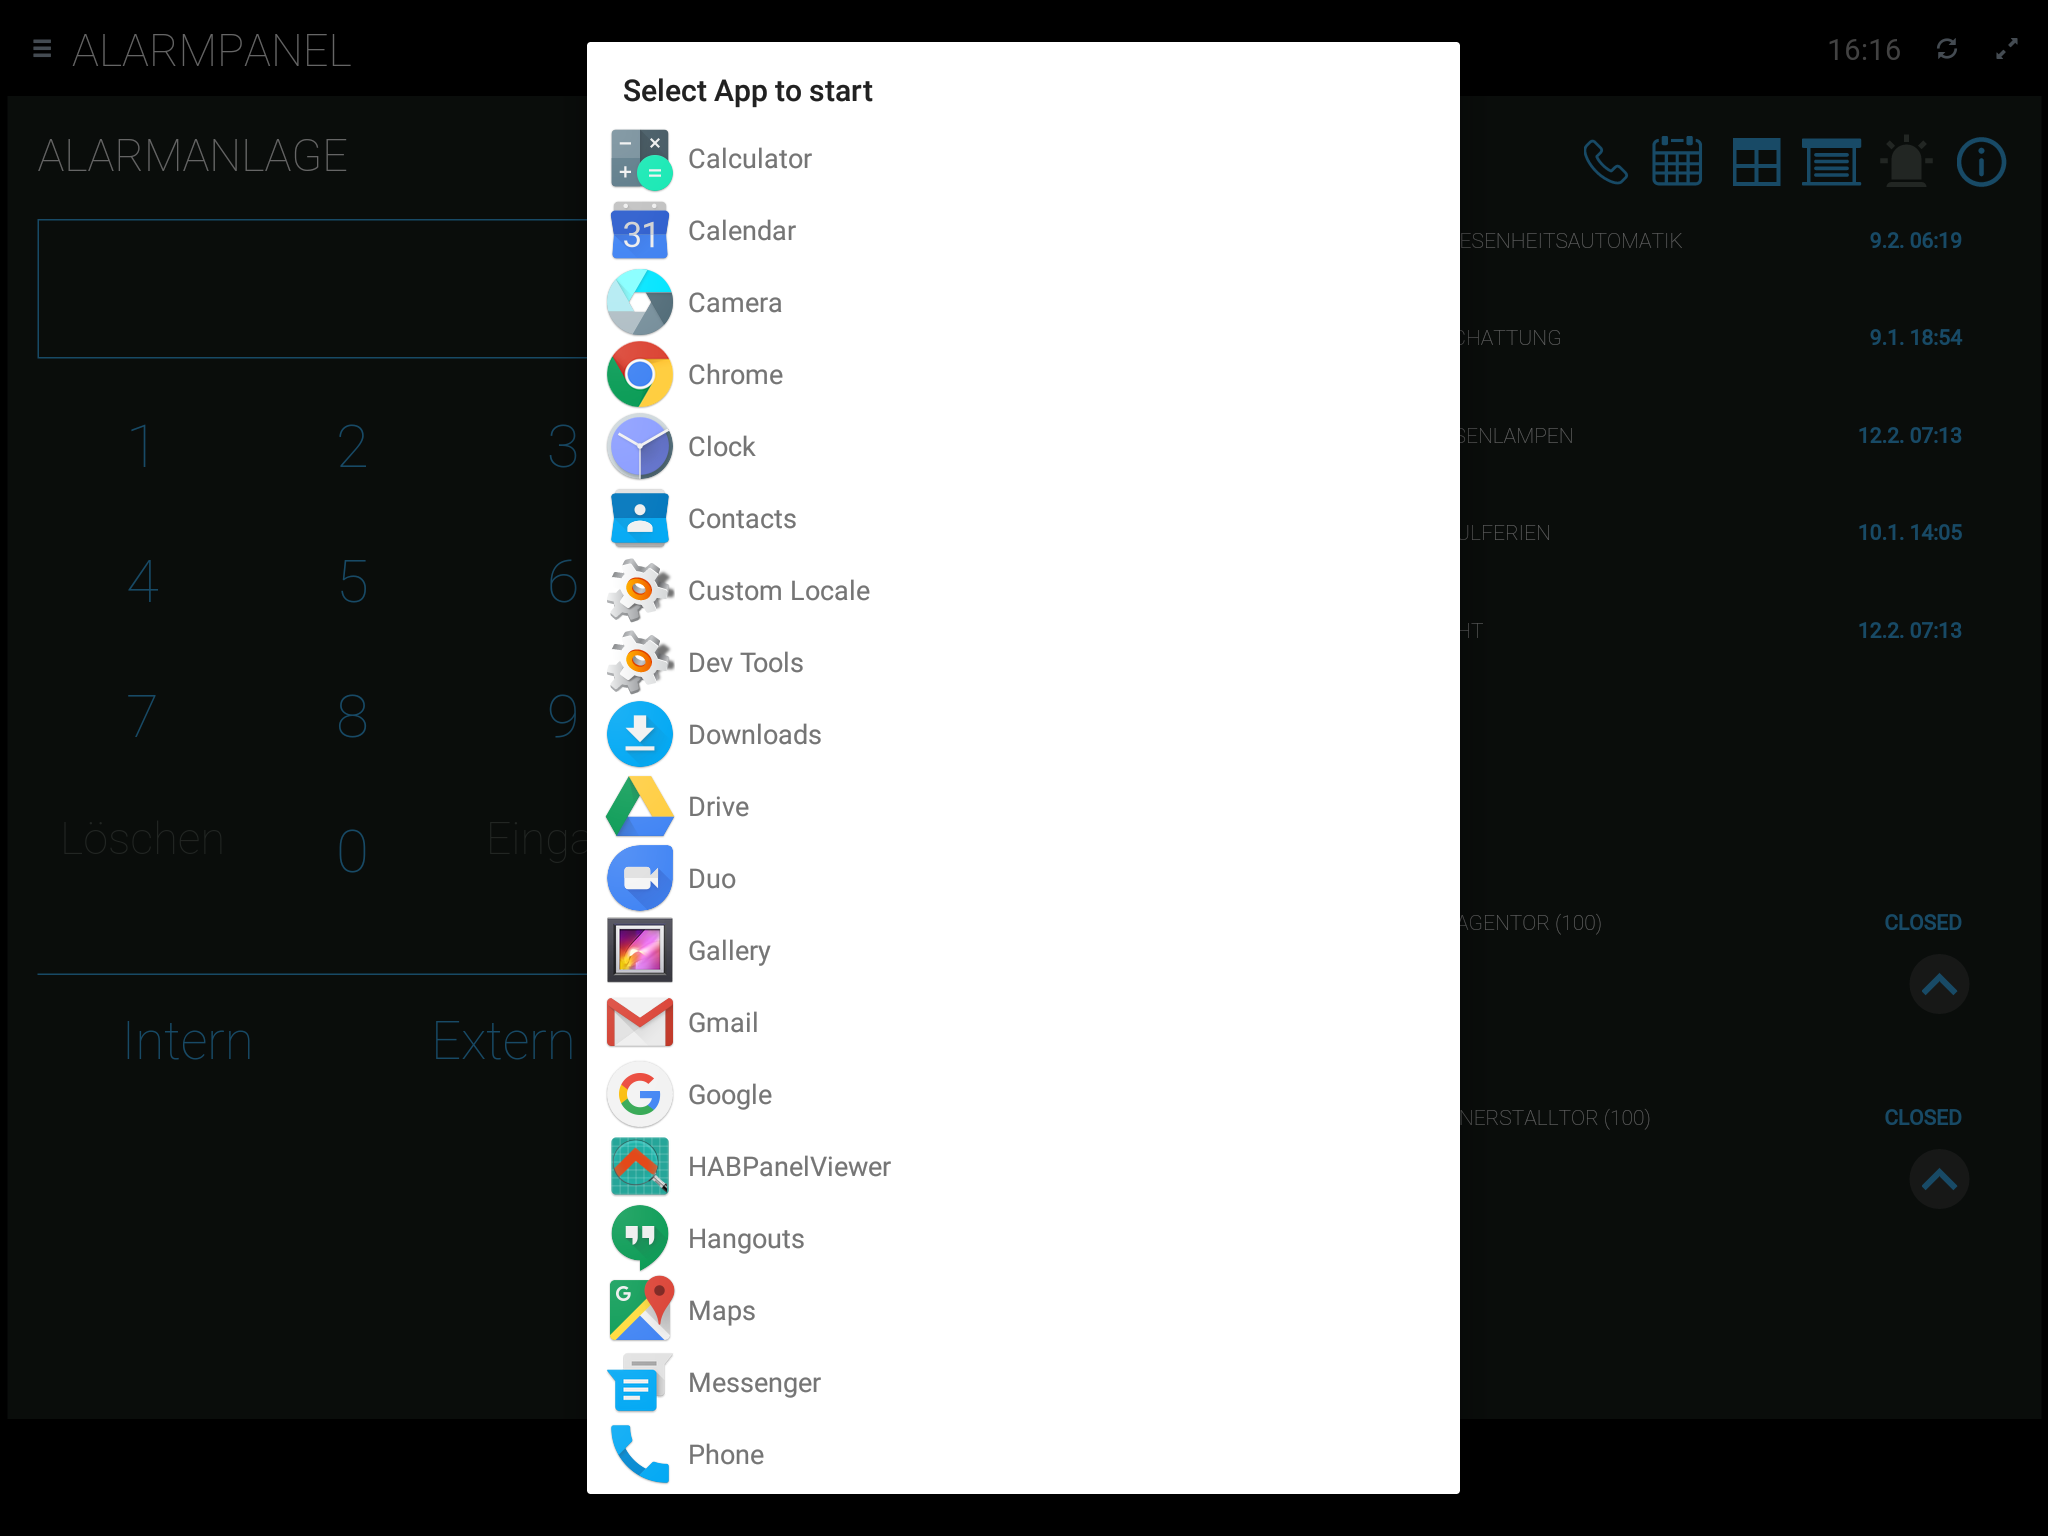 ALARMPANEL
16:16
Select App to start
ALARMANLAGE
Calculator
Calendar
31
ESENHEITSAUTOMATIK 9.2. 06:19
Camera
CHATTUNG 9.1. 18:54
Chrome
1 2 3
Clock
SENLAMPEN 12.2. 07:13
Contacts
ULFERIEN 10.1. 14:05
4 5 6
Custom Locale
HT 12.2. 07:13
Dev Tools
7 8 9
Downloads
Drive
Löschen 0 Einga
Duo
AGENTOR (100) CLOSED
Gallery
Intern Extern
Gmail
Google
NERSTALLTOR (100) CLOSED
HABPanelViewer
Hangouts
G
Maps
Messenger
Phone